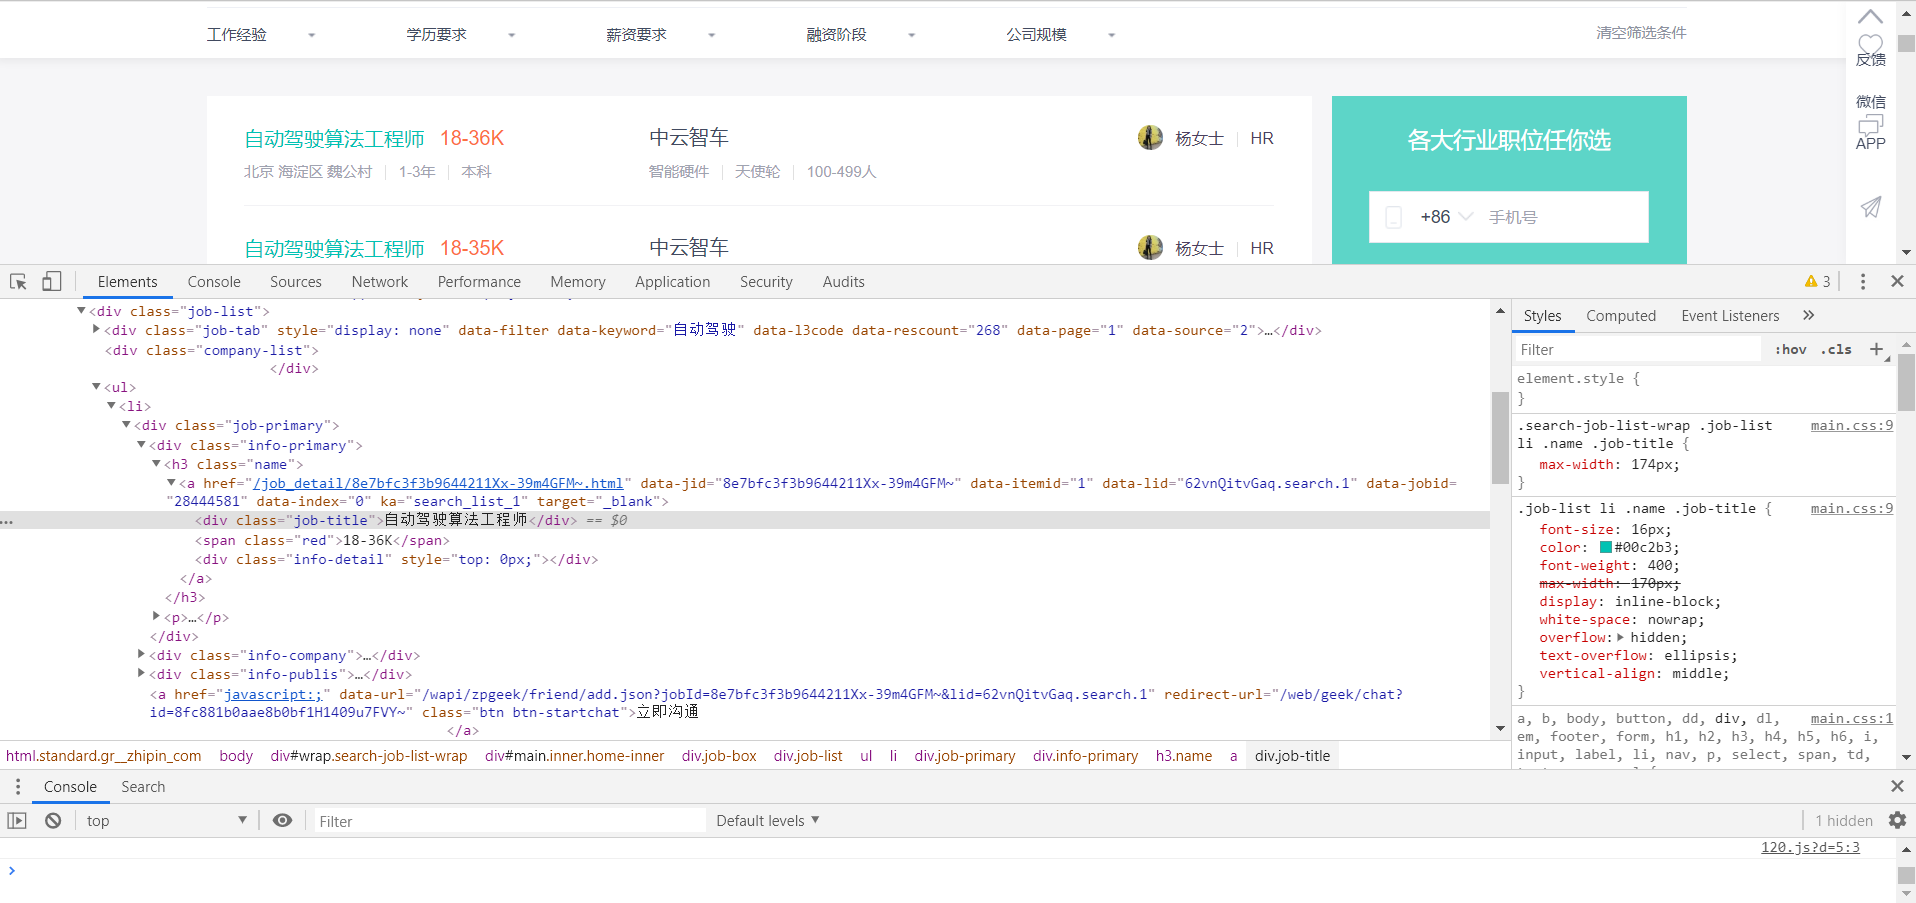 工作经验 学历要求 薪资要求 融资阶段 公司规模 清空筛选条件
反馈
微信
APP
自动驾驶算法工程师 18-36K 中云智车 杨女士 HR
北京 海淀区 魏公村 1-3年 本科 智能硬件 天使轮 100-499人
自动驾驶算法工程师 18-35K 中云智车 杨女士 HR
各大行业职位任你选
+86 手机号
Elements Console Sources Network Performance Memory Application Security Audits 3
<div class="job-list">
<div class="job-tab" style="display: none" data-filter data-keyword="自动驾驶" data-l3code data-rescount="268" data-page="1" data-source="2">…</div>
<div class="company-list">
</div>
<ul>
<li>
<div class="job-primary">
<div class="info-primary">
<h3 class="name">
<a href="/job_detail/8e7bfc3f3b9644211Xx-39m4GFM~.html" data-jid="8e7bfc3f3b9644211Xx-39m4GFM~" data-itemid="1" data-lid="62vnQitvGaq.search.1" data-jobid=
"28444581" data-index="0" ka="search_list_1" target="_blank">
… <div class="job-title">自动驾驶算法工程师</div> == $0
<span class="red">18-36K</span>
<div class="info-detail" style="top: 0px;"></div>
</a>
</h3>
<p>…</p>
</div>
<div class="info-company">…</div>
<div class="info-publis">…</div>
<a href="javascript:;" data-url="/wapi/zpgeek/friend/add.json?jobId=8e7bfc3f3b9644211Xx-39m4GFM~&lid=62vnQitvGaq.search.1" redirect-url="/web/geek/chat?
id=8fc881b0aae8b0bf1H1409u7FVY~" class="btn btn-startchat">立即沟通
</a>
html.standard.gr__zhipin_com body div#wrap.search-job-list-wrap div#main.inner.home-inner div.job-box div.job-list ul li div.job-primary div.info-primary h3.name a div.job-title
Styles Computed Event Listeners »
Filter :hov .cls +
element.style {
}
.search-job-list-wrap .job-list main.css:9
li .name .job-title {
max-width: 174px;
}
.job-list li .name .job-title { main.css:9
font-size: 16px;
color: #00c2b3;
font-weight: 400;
max-width: 170px;
display: inline-block;
white-space: nowrap;
overflow: hidden;
text-overflow: ellipsis;
vertical-align: middle;
}
a, b, body, button, dd, div, dl, main.css:1
em, footer, form, h1, h2, h3, h4, h5, h6, i,
input, label, li, nav, p, select, span, td,
Console Search
top Filter Default levels 1 hidden
120.js?d=5:3